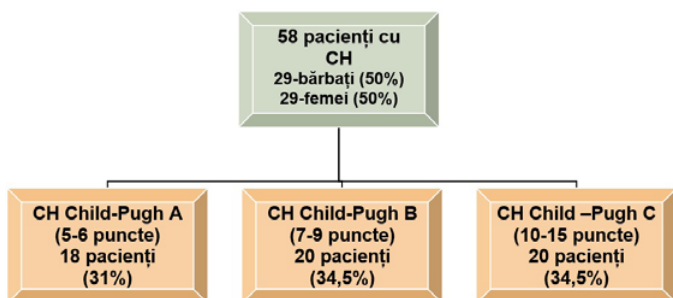 58 pacienți cu
CH
29-bărbați (50%)
29-femei (50%)
CH Child-Pugh A
(5-6 puncte)
18 pacienți
(31%)
CH Child-Pugh B
(7-9 puncte)
20 pacienți
(34,5%)
CH Child –Pugh C
(10-15 puncte)
20 pacienți
(34,5%)